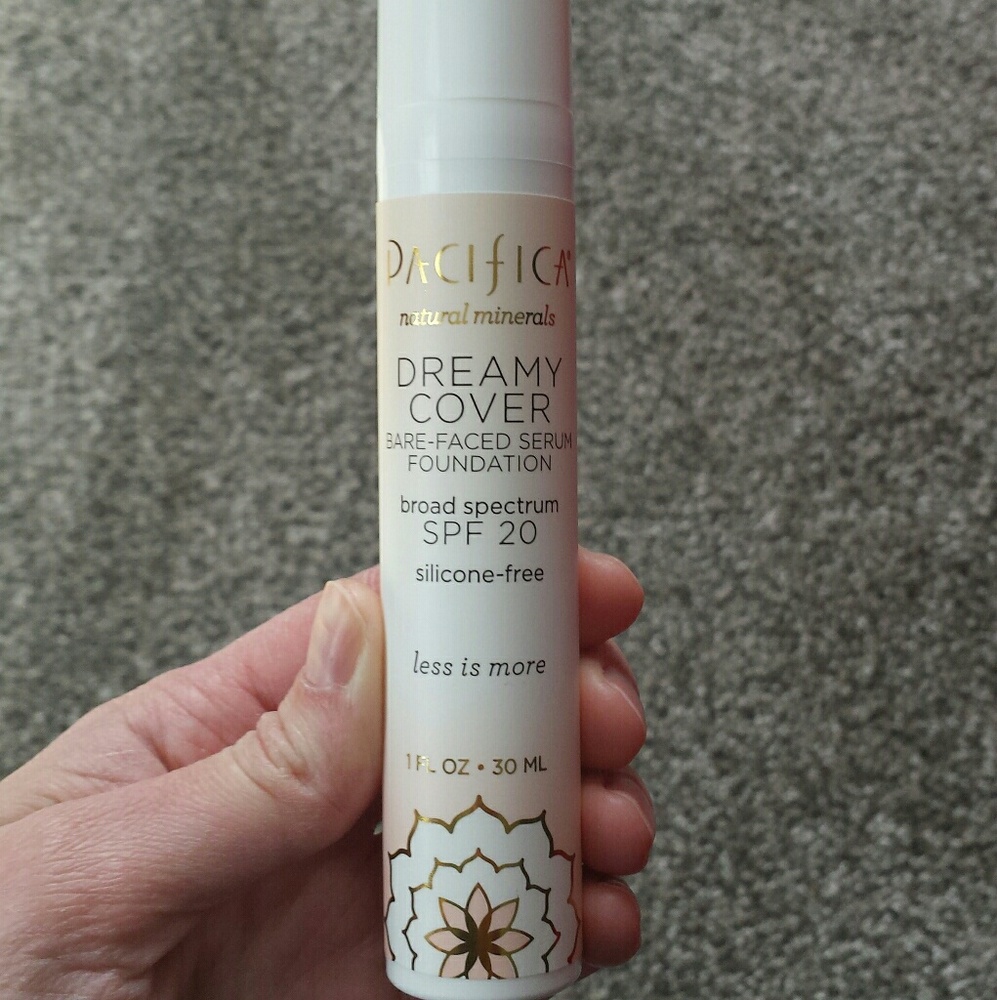 PACIFICA®
natural minerals
DREAMY
COVER
BARE-FACED SERUM
FOUNDATION
broad spectrum
SPF 20
silicone-free
less is more
1 FL OZ • 30 ML